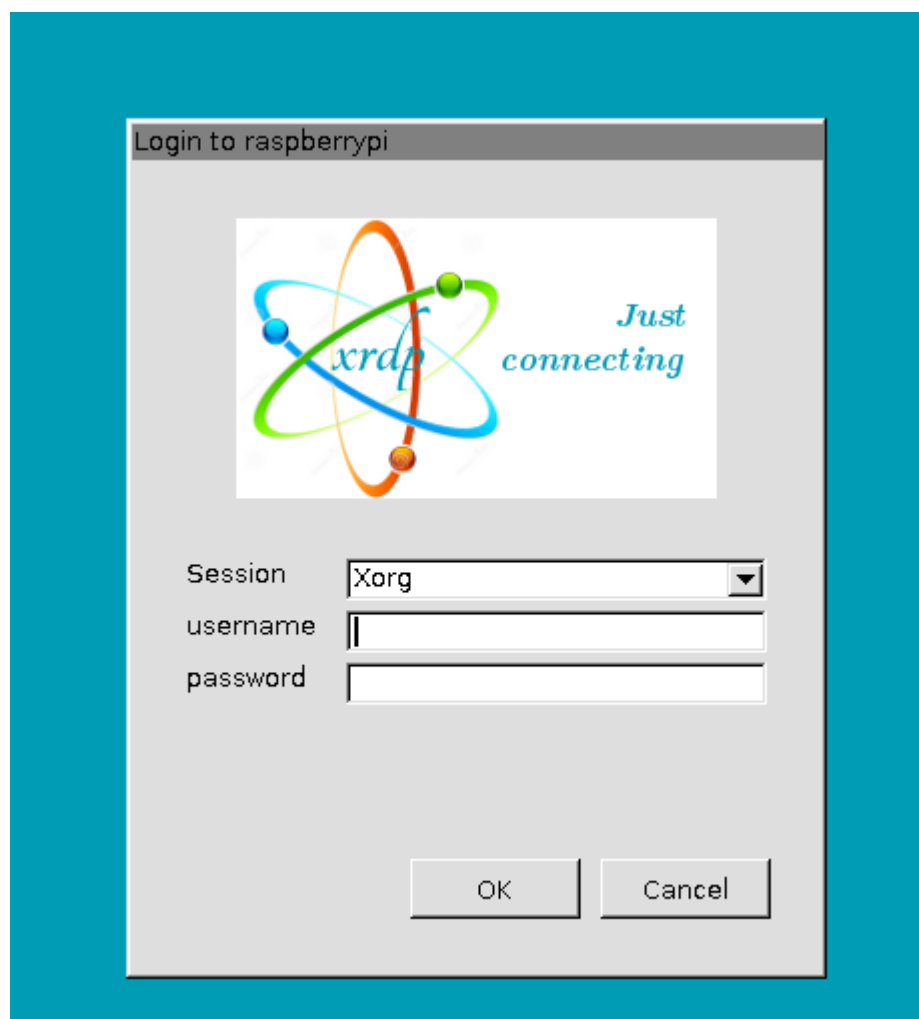 Login to raspberrypi
xrdp
Just
connecting
Session
Xorg
username
password
OK
Cancel